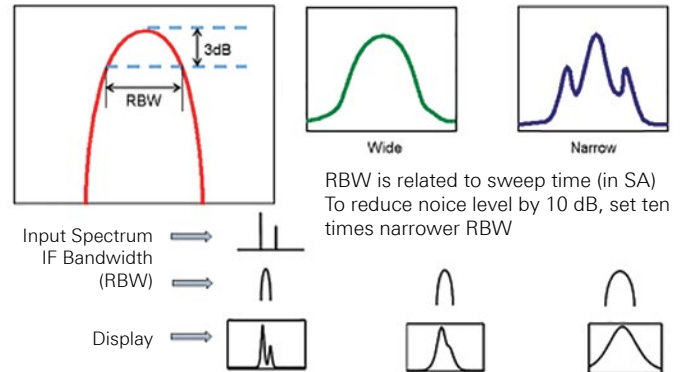 3dB
RBW
Wide
Narrow
RBW is related to sweep time (in SA)
To reduce noice level by 10 dB, set ten
times narrower RBW
Input Spectrum
IF Bandwidth
(RBW)
Display